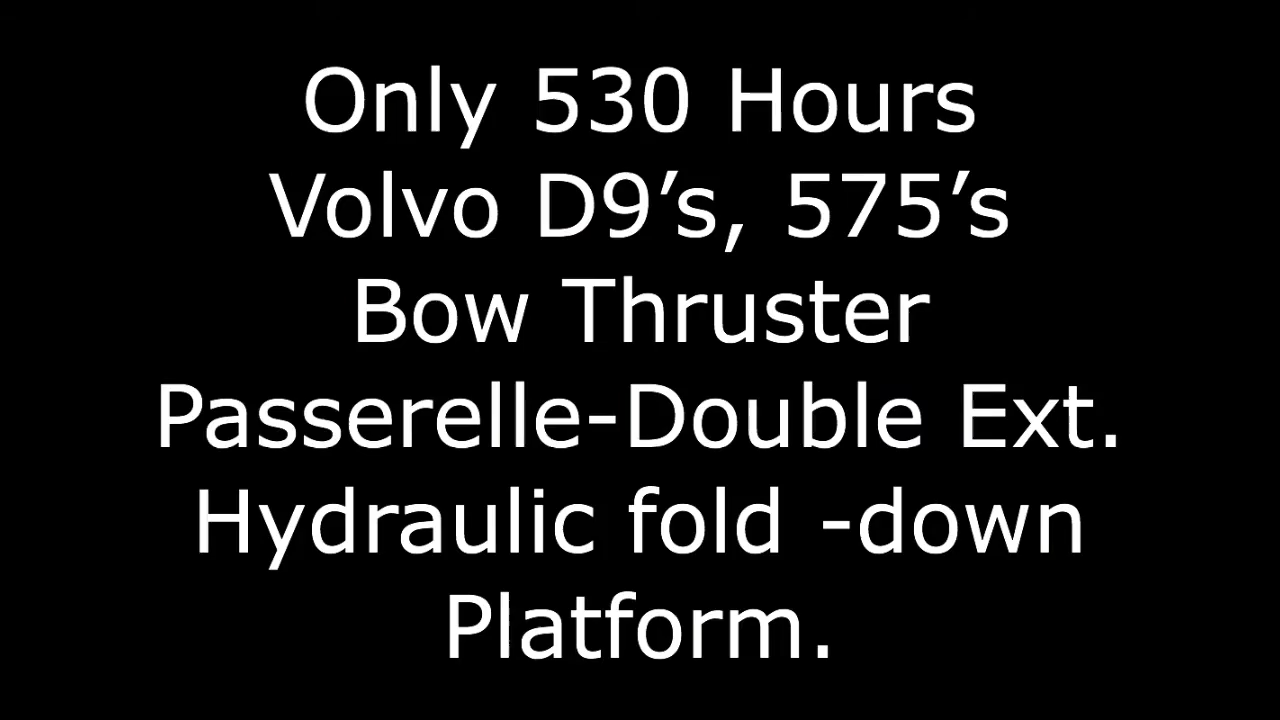 Only 530 Hours
Volvo D9’s, 575’s
Bow Thruster
Passerelle-Double Ext.
Hydraulic fold -down
Platform.